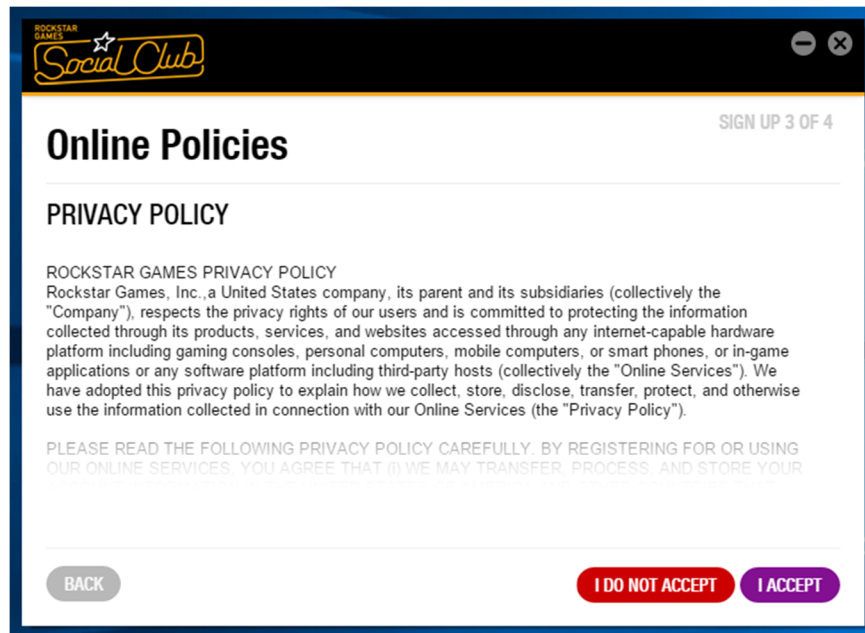 ROCKSTAR
GAMES
Social Club
SIGN UP 3 OF 4
Online Policies
PRIVACY POLICY
ROCKSTAR GAMES PRIVACY POLICY
Rockstar Games, Inc.,a United States company, its parent and its subsidiaries (collectively the
"Company"), respects the privacy rights of our users and is committed to protecting the information
collected through its products, services, and websites accessed through any internet-capable hardware
platform including gaming consoles, personal computers, mobile computers, or smart phones, or in-game
applications or any software platform including third-party hosts (collectively the "Online Services"). We
have adopted this privacy policy to explain how we collect, store, disclose, transfer, protect, and otherwise
use the information collected in connection with our Online Services (the "Privacy Policy").
PLEASE READ THE FOLLOWING PRIVACY POLICY CAREFULLY. BY REGISTERING FOR OR USING
OUR ONLINE SERVICES, YOU AGREE THAT (i) WE MAY TRANSFER, PROCESS, AND STORE YOUR
BACK
I DO NOT ACCEPT
I ACCEPT